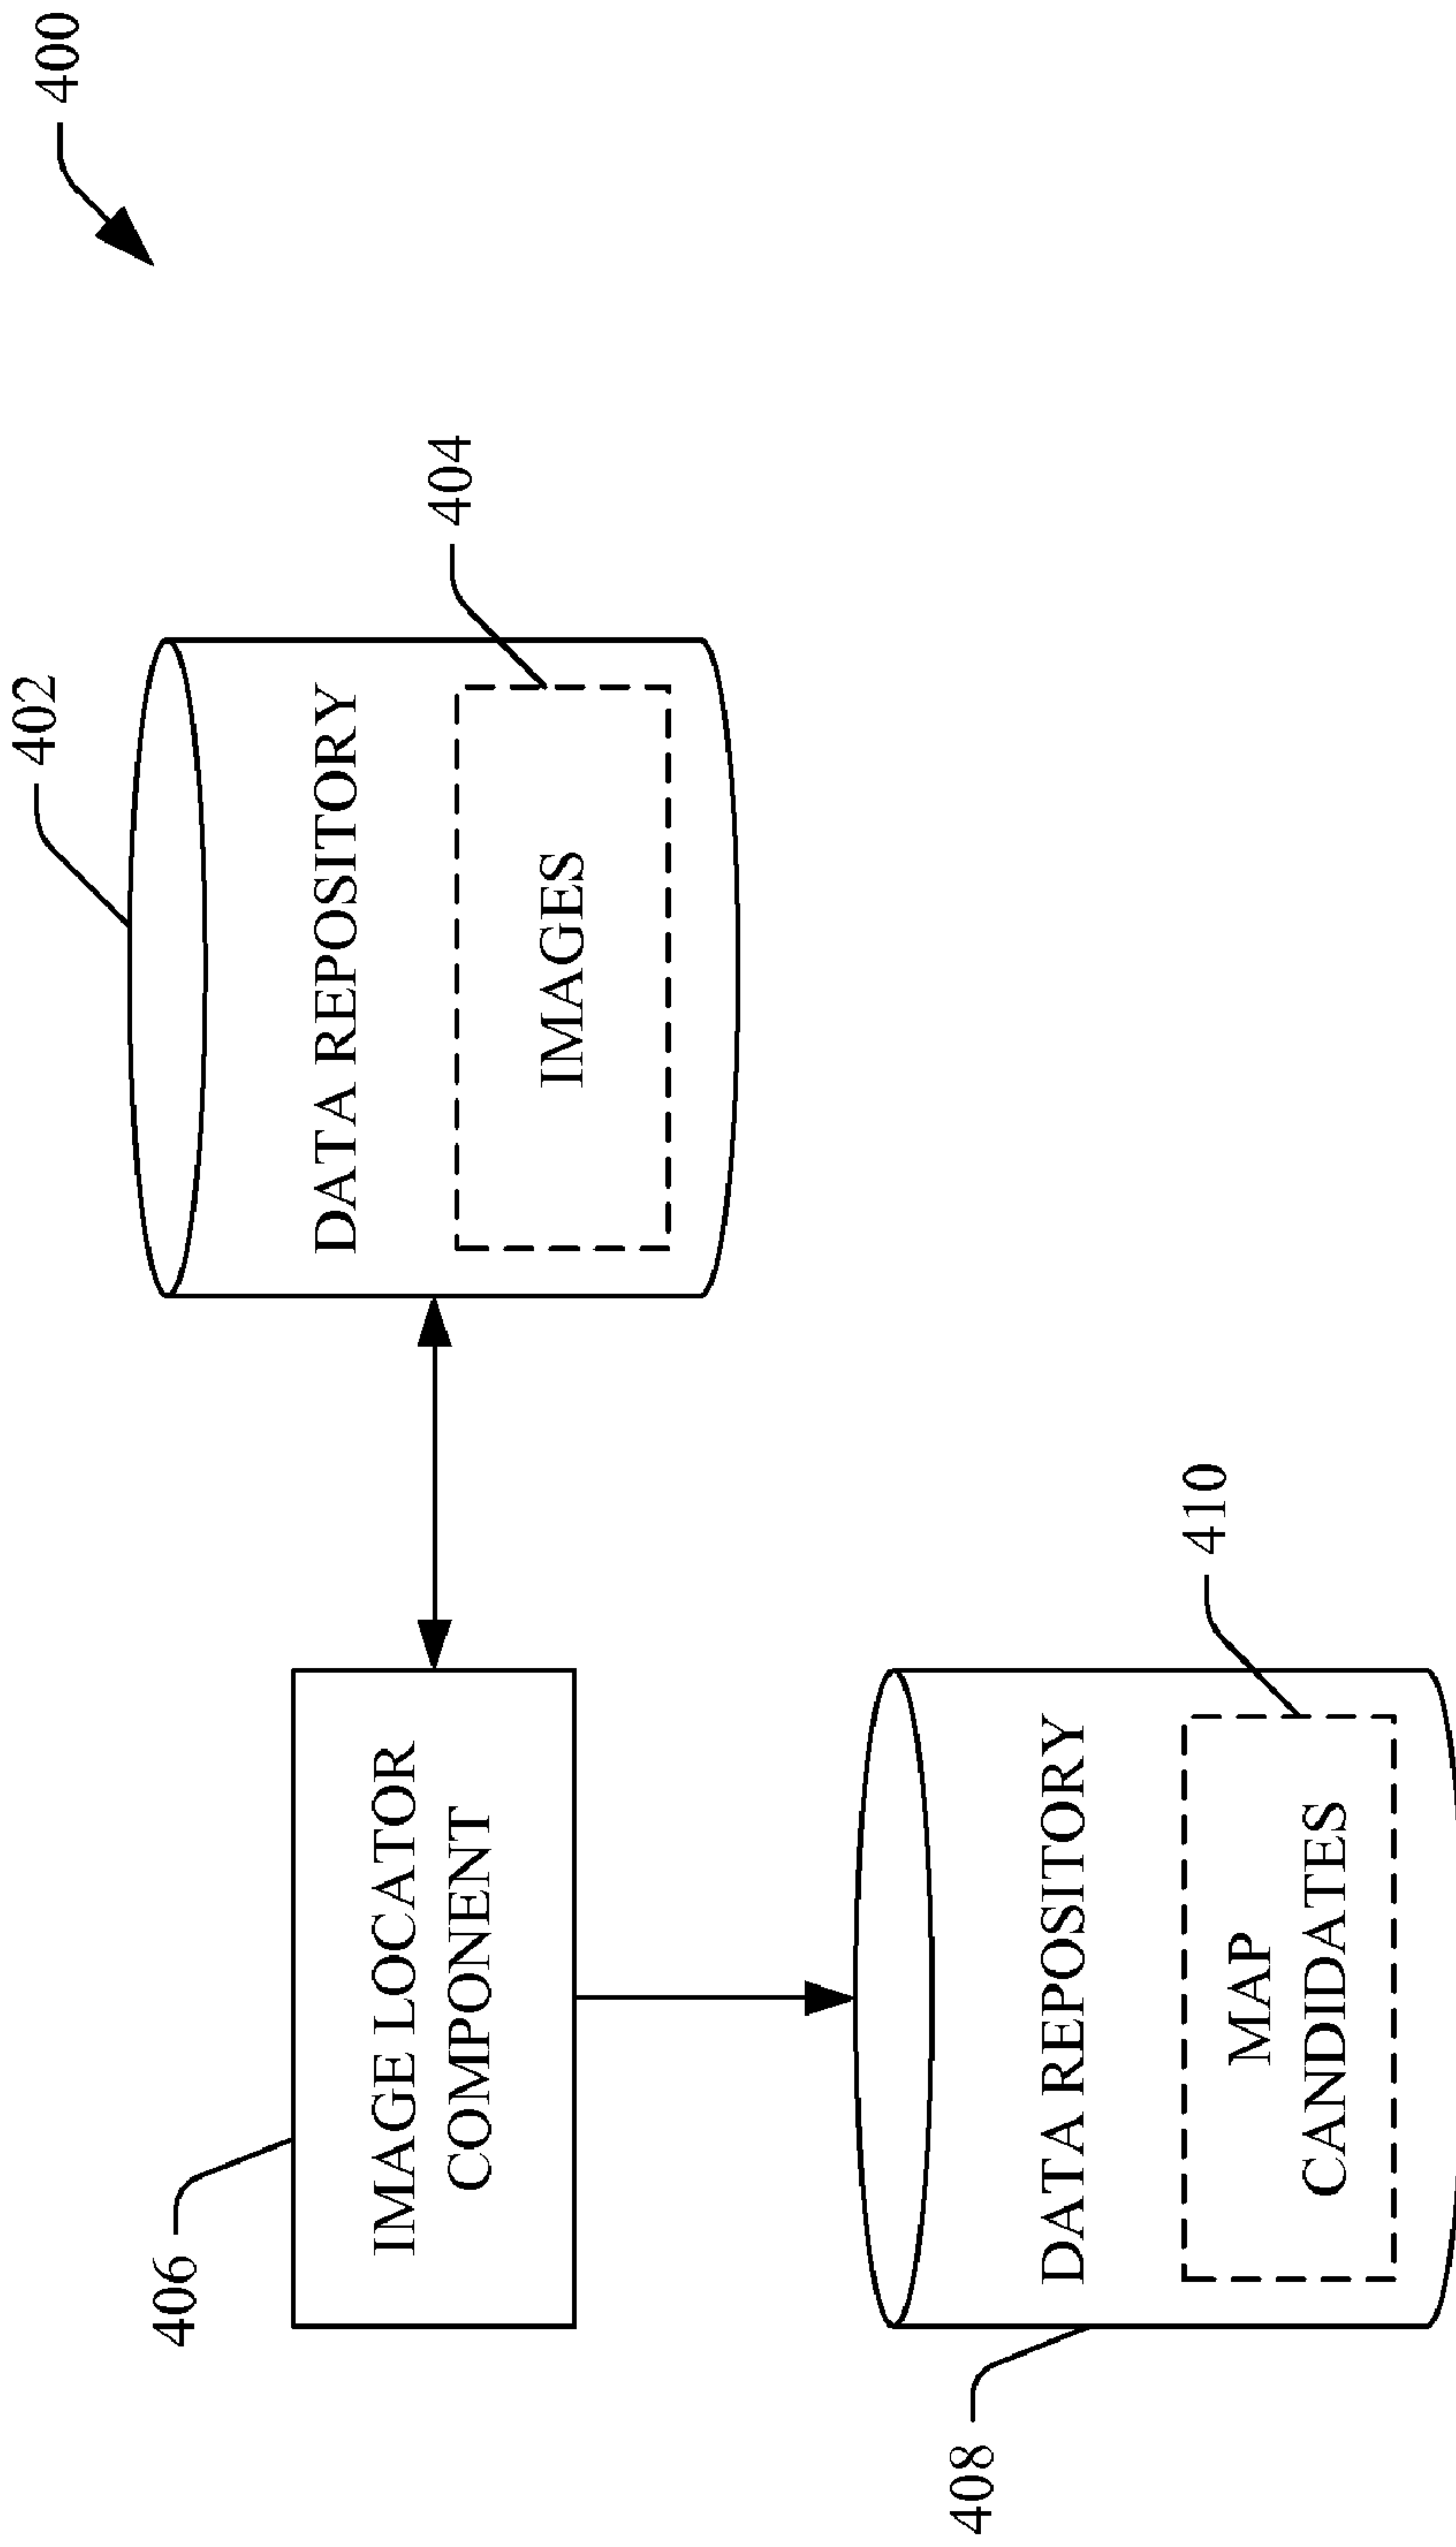 400
402
DATA REPOSITORY
404
IMAGES
406
IMAGE LOCATOR
COMPONENT
408
DATA REPOSITORY
410
MAP
CANDIDATES